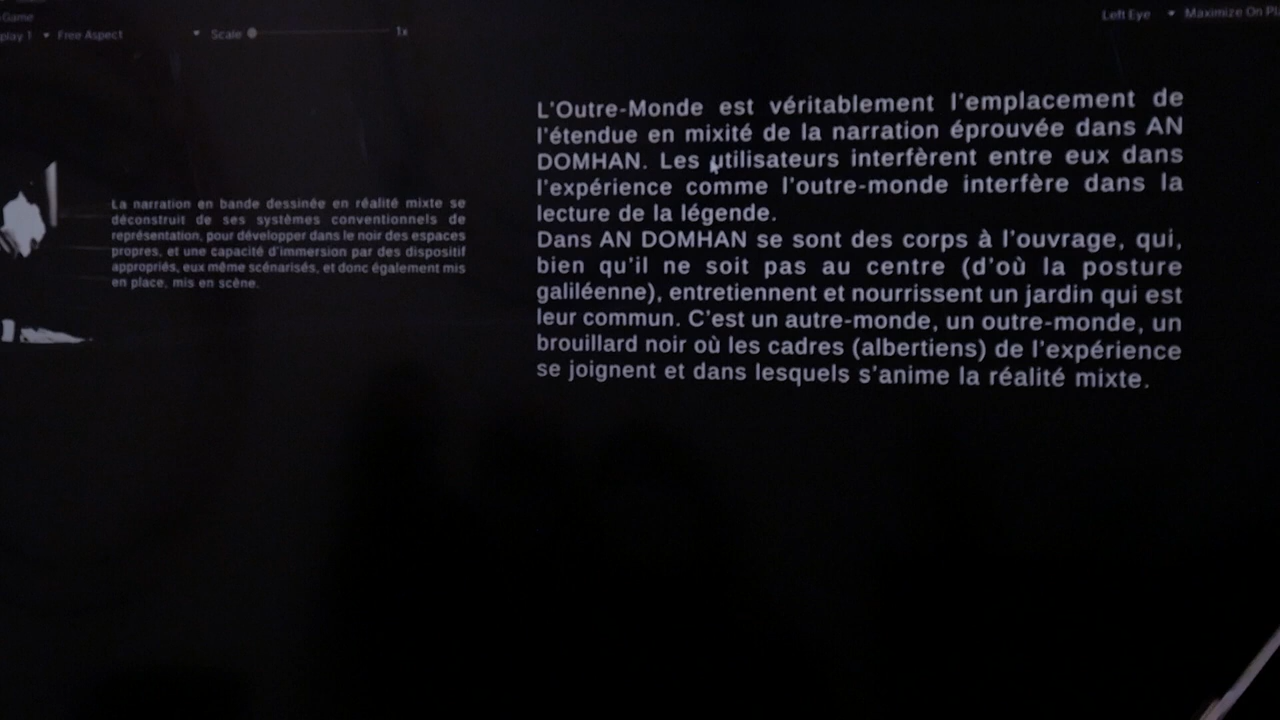 Game
play 1 Free Aspect Scale 1x
Left Eye Maximize On
La narration en bande dessinée en réalité mixte se
déconstruit de ses systèmes conventionnels de
représentation, pour développer dans le noir des espaces
propres, et une capacité d'immersion par des dispositif
appropriés, eux même scénarisés, et donc également mis
en place, mis en scène.
L'Outre-Monde est véritablement l'emplacement de
l'étendue en mixité de la narration éprouvée dans AN
DOMHAN. Les utilisateurs interfèrent entre eux dans
l'expérience comme l'outre-monde interfère dans la
lecture de la légende.
Dans AN DOMHAN se sont des corps à l'ouvrage, qui,
bien qu'il ne soit pas au centre (d'où la posture
galiléenne), entretiennent et nourrissent un jardin qui est
leur commun. C'est un autre-monde, un outre-monde, un
brouillard noir où les cadres (albertiens) de l'expérience
se joignent et dans lesquels s'anime la réalité mixte.